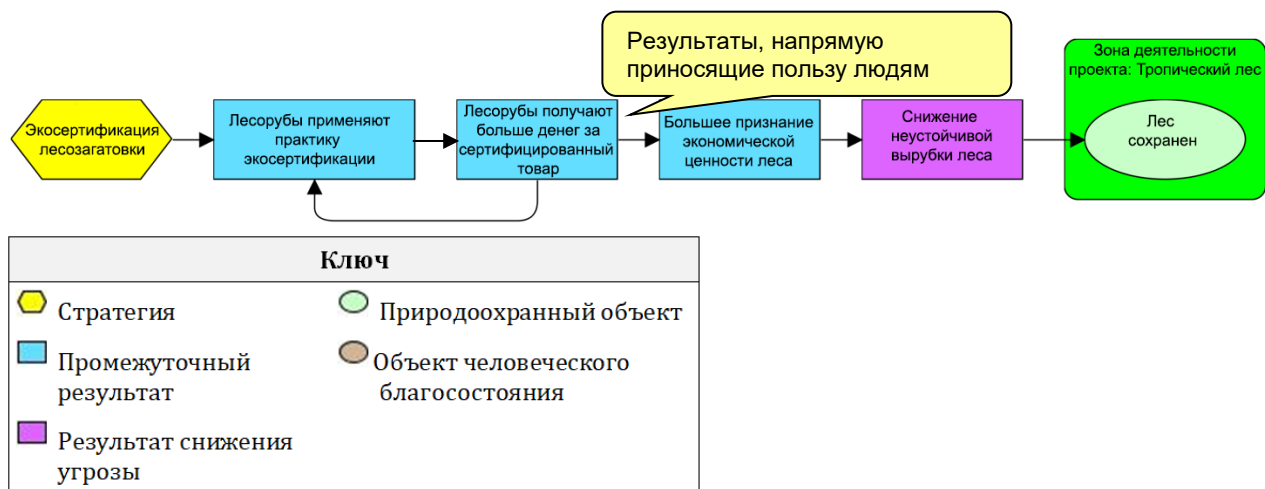 Результаты, напрямую
приносящие пользу людям
Зона деятельности
проекта: Тропический лес
Экосертификация
лесозагатовки
Лесорубы применяют
практику
экосертификации
Лесорубы получают
больше денег за
сертифицированный
товар
Большее признание
экономической
ценности леса
Снижение
неустойчивой
вырубки леса
Лес
сохранен
Ключ
Стратегия
Природоохранный объект
Промежуточный
результат
Объект человеческого
благосостояния
Результат снижения
угрозы